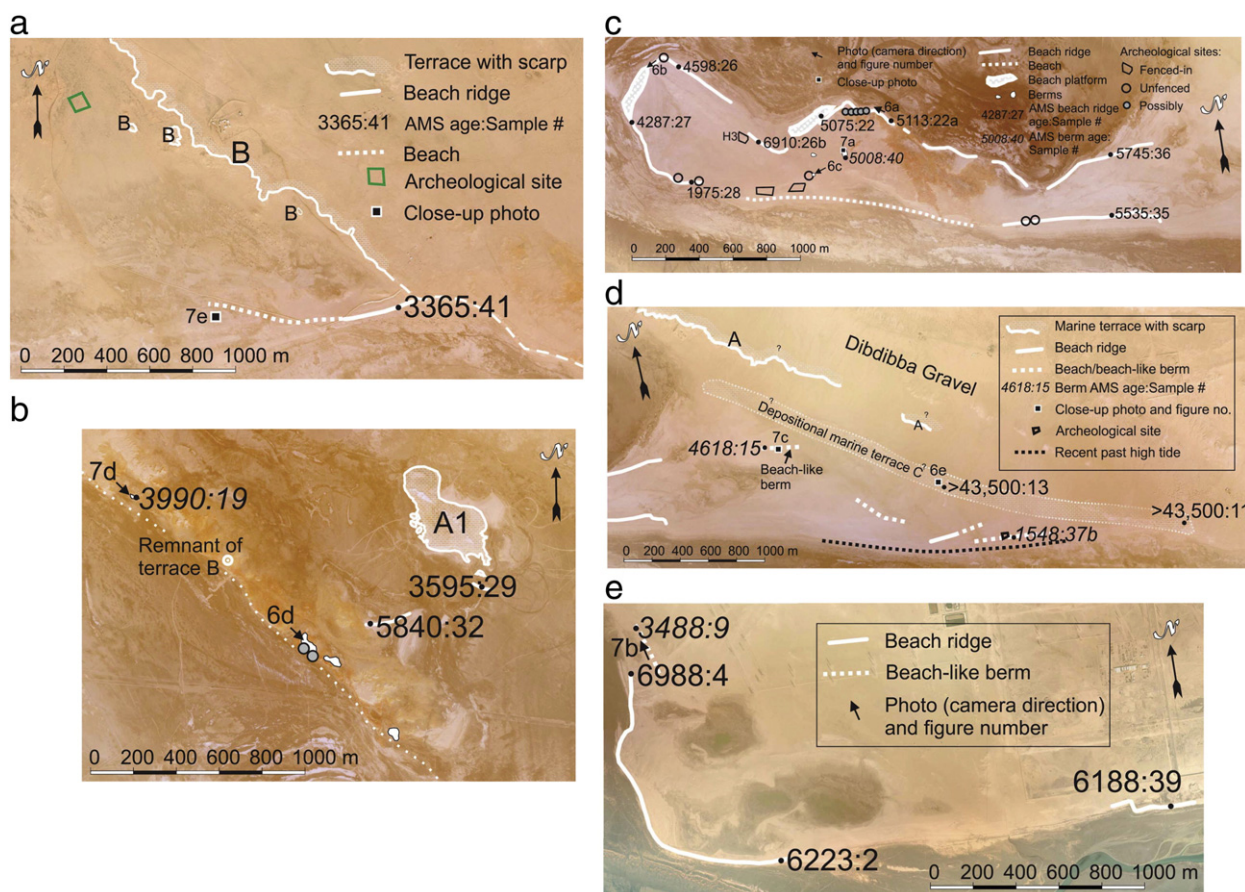 a
N
Terrace with scarp
Beach ridge
3365:41 AMS age:Sample #
Beach
Archeological site
Close-up photo
B
B
B
B
3365:41
7e
0 200 400 600 800 1000 m
b
N
7d
3990:19
A1
Remnant of
terrace B
3595:29
5840:32
6d
0 200 400 600 800 1000 m
c
N
Photo (camera direction)
and figure number
Close-up photo
Beach ridge
Beach
Beach platform
Berms
4287:27 AMS beach ridge
age:Sample #
5008:40 AMS berm age:
Sample #
Archeological sites:
Fenced-in
Unfenced
Possibly
6b
4598:26
4287:27
6a
5075:22
5113:22a
H3
6910:26b
7a
5008:40
6c
1975:28
5745:36
5535:35
0 200 400 600 800 1000 m
d
N
A
?
Dibdibba Gravel
Marine terrace with scarp
Beach ridge
Beach/beach-like berm
4618:15 Berm AMS age:Sample #
Close-up photo and figure no.
Archeological site
Recent past high tide
?
?
A
Depositional marine terrace C
?
6e
4618:15
7c
Beach-like
berm
>43,500:13
>43,500:11
1548:37b
0 200 400 600 800 1000 m
e
N
3488:9
7b
6988:4
Beach ridge
Beach-like berm
Photo (camera direction)
and figure number
6188:39
6223:2
0 200 400 600 800 1000 m